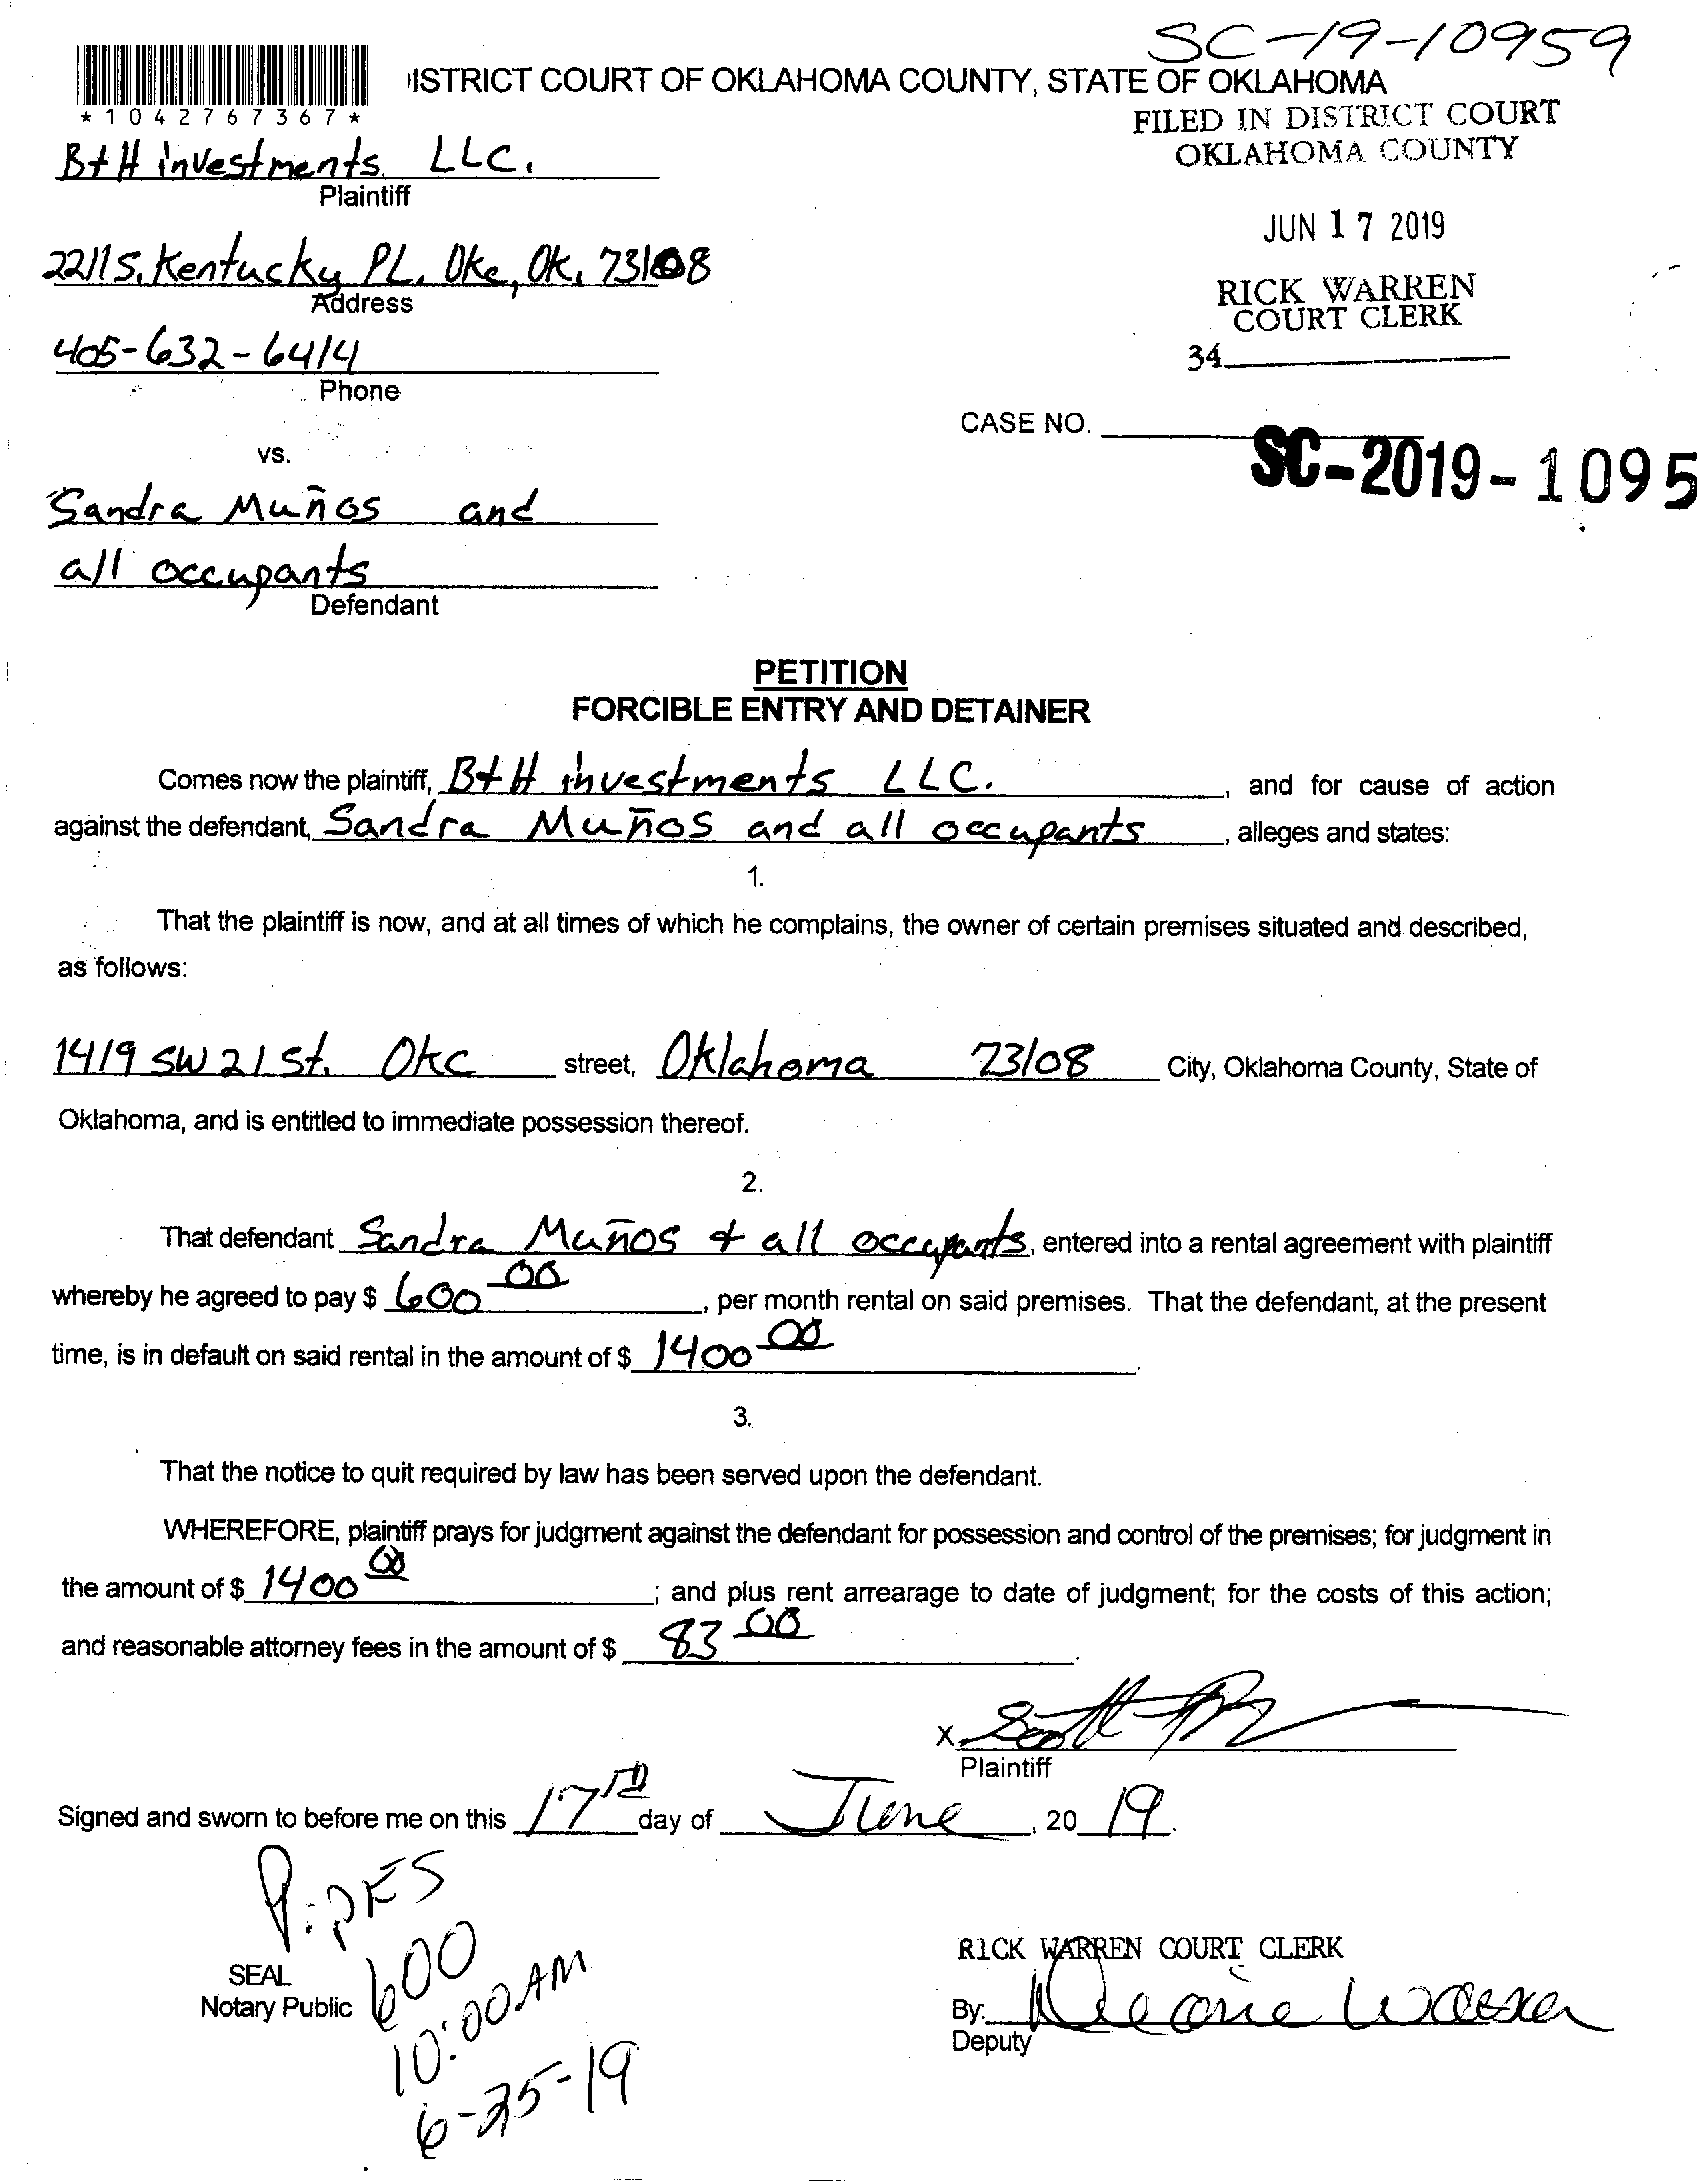 SC-19-10959
ISTRICT COURT OF OKLAHOMA COUNTY, STATE OF OKLAHOMA
*1042767367*
FILED IN DISTRICT COURT
OKLAHOMA COUNTY
B+H investments LLC.
Plaintiff
JUN 17 2019
2211 S. Kentucky PL. Okc, Ok. 73108
Address
RICK WARREN
COURT CLERK
405-632-6414
34
Phone
CASE NO.
SC-2019-1095
vs.
Sandra Muños and
all occupants
Defendant
PETITION
FORCIBLE ENTRY AND DETAINER
Comes now the plaintiff, B+H investments LLC. , and for cause of action
against the defendant, Sandra Muños and all occupants , alleges and states:
1.
That the plaintiff is now, and at all times of which he complains, the owner of certain premises situated and described,
as follows:
1419 SW 21 St. OKC street, Oklahoma 73108 City, Oklahoma County, State of
Oklahoma, and is entitled to immediate possession thereof.
2.
That defendant Sandra Muños + all occupants, entered into a rental agreement with plaintiff
whereby he agreed to pay $ 600 00 , per month rental on said premises. That the defendant, at the present
time, is in default on said rental in the amount of $ 1400 00 .
3.
That the notice to quit required by law has been served upon the defendant.
WHEREFORE, plaintiff prays for judgment against the defendant for possession and control of the premises; for judgment in
the amount of $ 1400 00 ; and plus rent arrearage to date of judgment; for the costs of this action;
and reasonable attorney fees in the amount of $ 83 00 .
X Scott
Plaintiff
Signed and sworn to before me on this 17th day of June , 20 19.
P:pes
600
10:00 AM
6-25-19
SEAL
Notary Public
RICK WARREN COURT CLERK
By:
Deputy